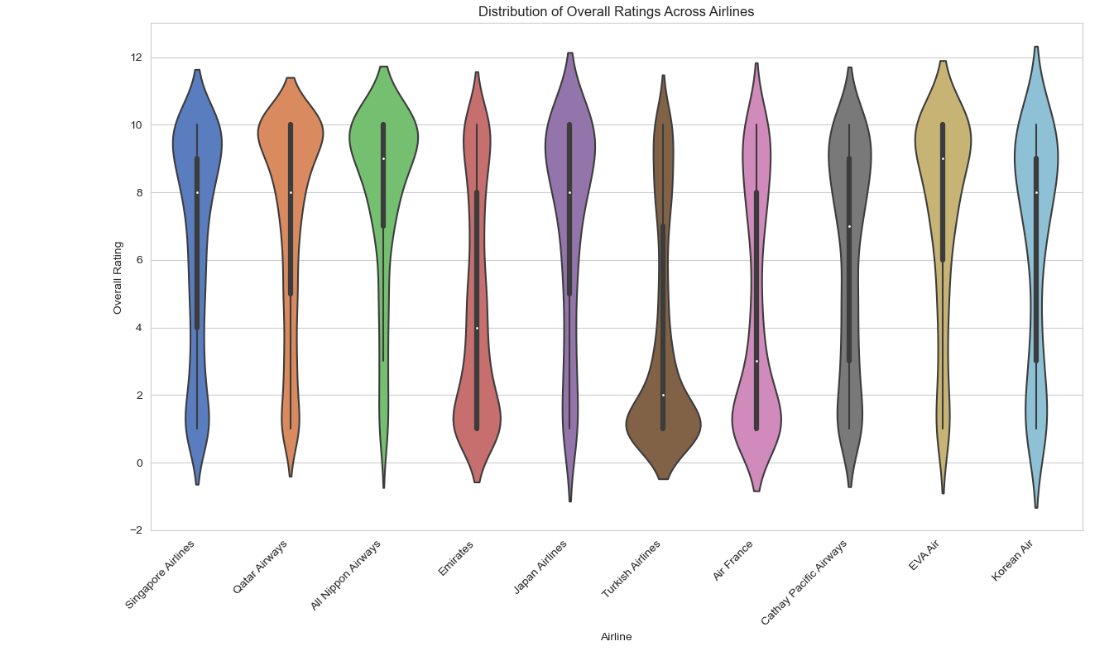 Distribution of Overall Ratings Across Airlines
12
10
8
6
4
2
0
−2
Overall Rating
Singapore Airlines
Qatar Airways
All Nippon Airways
Emirates
Japan Airlines
Turkish Airlines
Air France
Cathay Pacific Airways
EVA Air
Korean Air
Airline